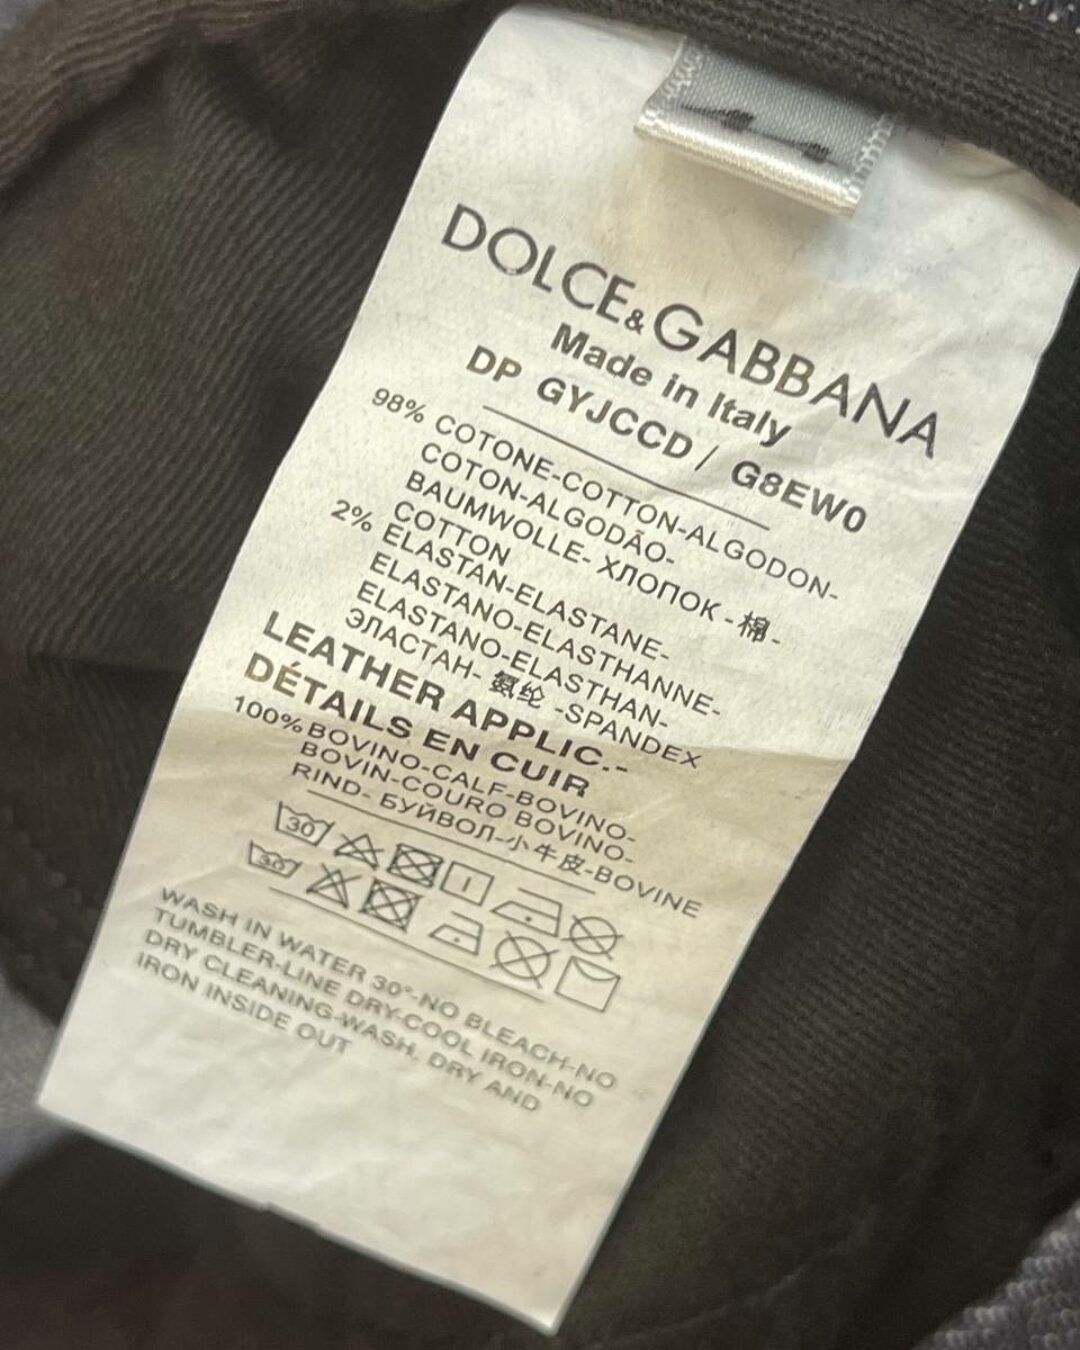 DOLCE&GABBANA
Made in Italy
DP GYJCCD / G8EW0
98% COTONE-COTTON-ALGODON-
COTON-ALGODÃO-
BAUMWOLLE- ХЛОПОК - 棉 -
COTTON
2% ELASTAN-ELASTANE-
ELASTANO-ELASTHANNE-
ELASTANO-ELASTHAN-
ЭЛАСТАН- 氨纶 -SPANDEX
LEATHER APPLIC.-
DÉTAILS EN CUIR
100% BOVINO-CALF-BOVINO-
BOVIN-COURO BOVINO-
RIND- БУЙВОЛ-小牛皮-BOVINE
30
30
WASH IN WATER 30°-NO BLEACH-NO
TUMBLER-LINE DRY-COOL IRON-NO
DRY CLEANING-WASH, DRY AND
IRON INSIDE OUT